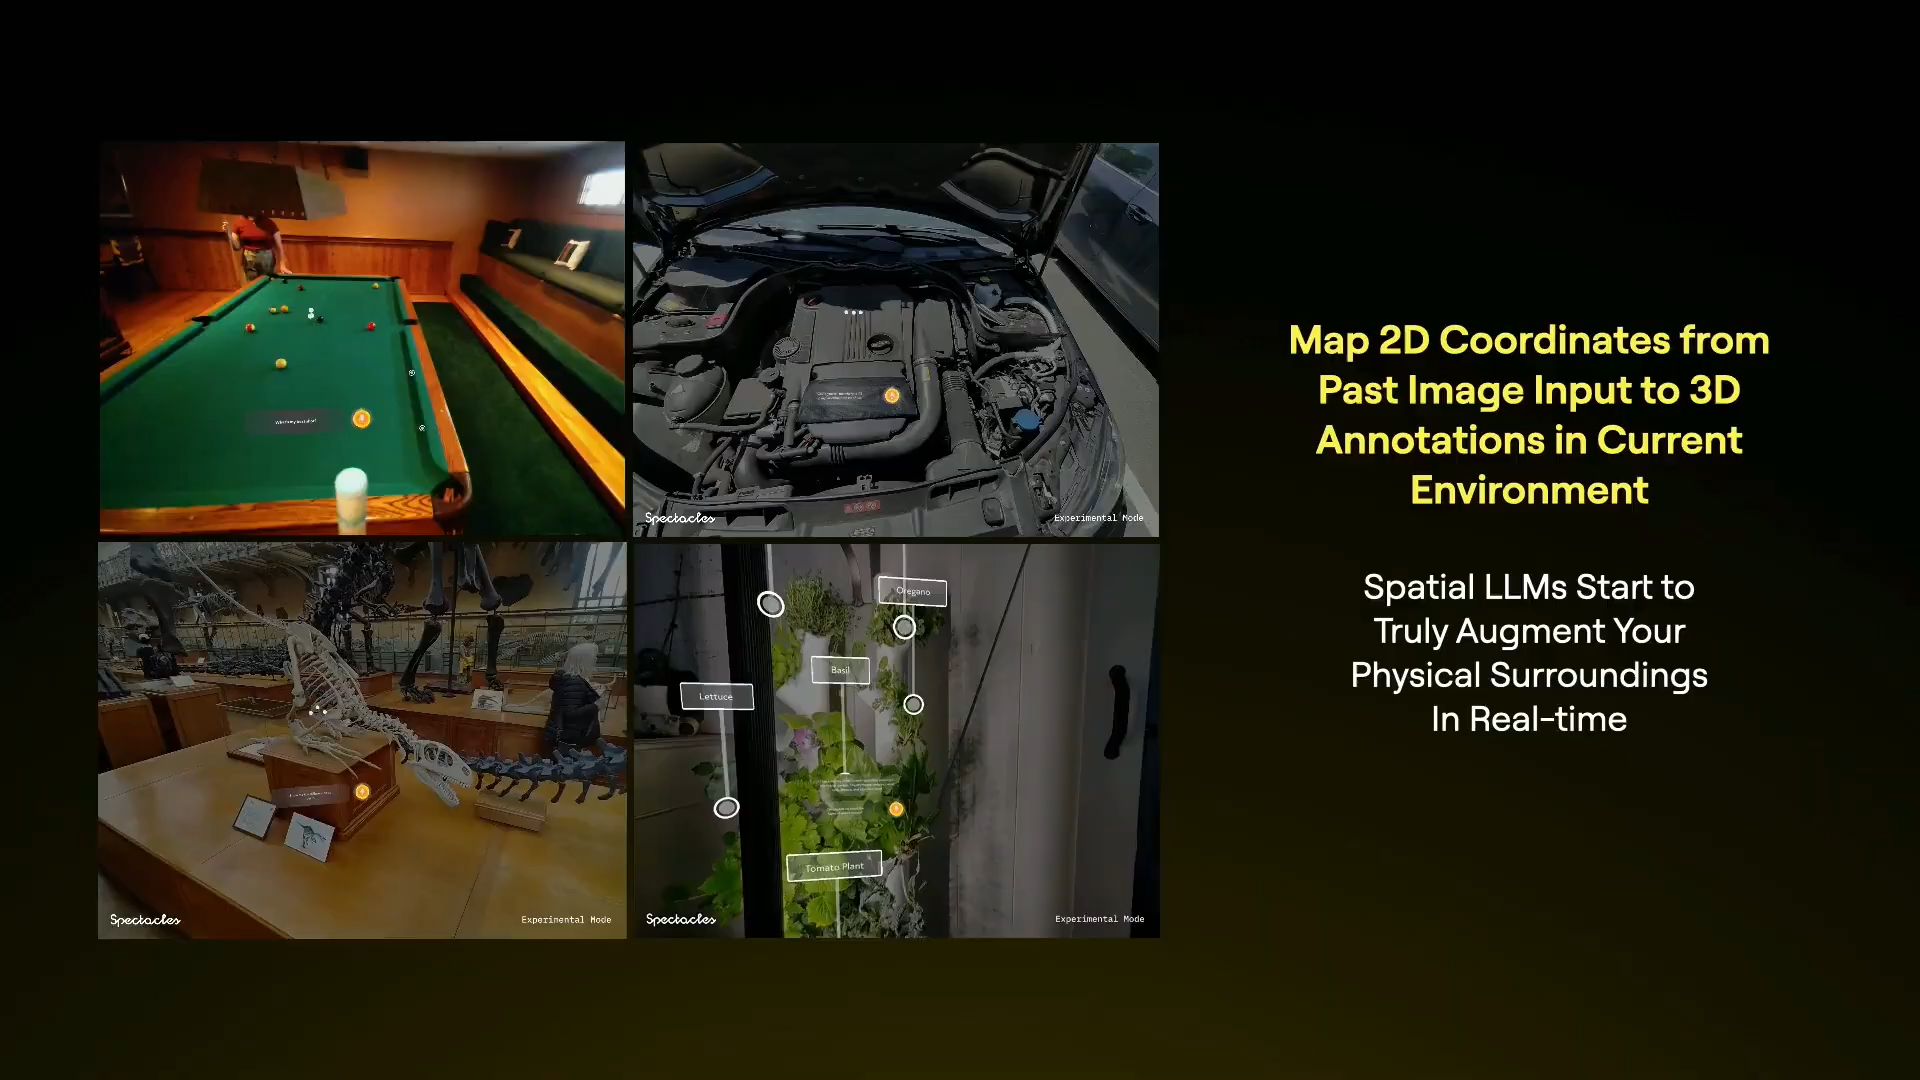 Spectacles
Experimental Mode
Oregano
Basil
Lettuce
Tomato Plant
Spectacles
Experimental Mode
Spectacles
Experimental Mode
Map 2D Coordinates from
Past Image Input to 3D
Annotations in Current
Environment
Spatial LLMs Start to
Truly Augment Your
Physical Surroundings
In Real-time